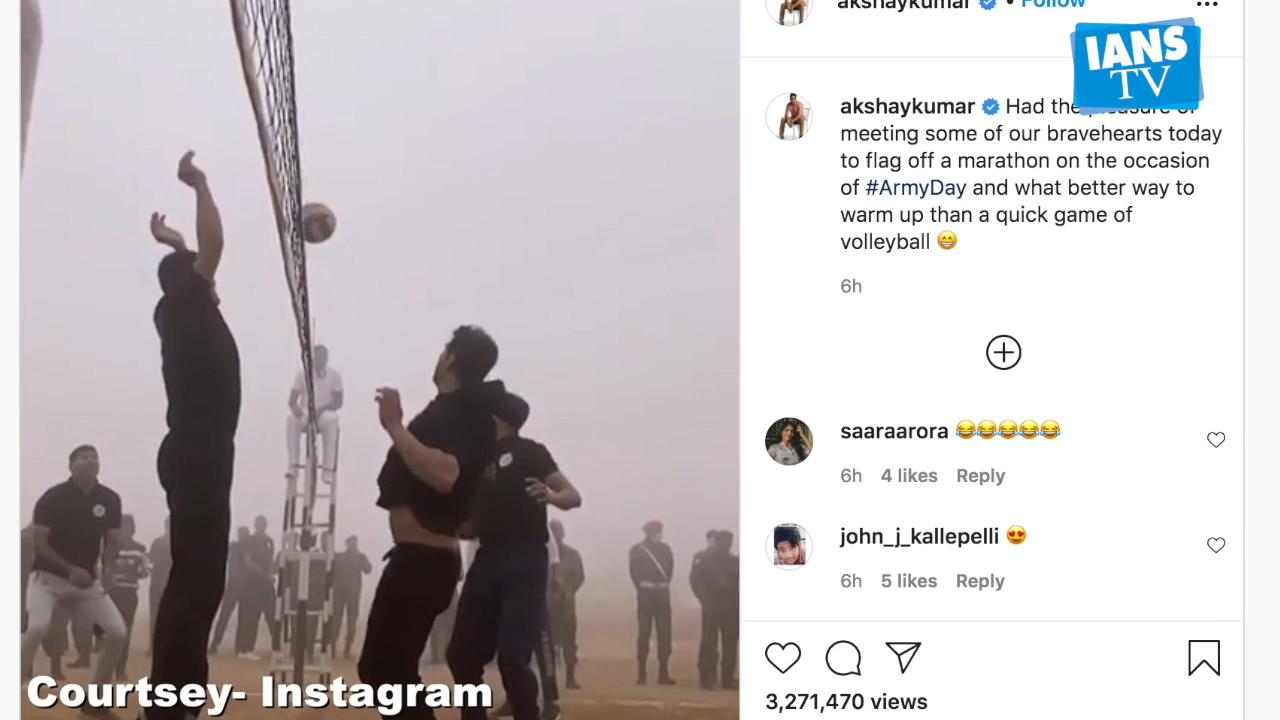 akshaykumar • Follow
IANS
TV
akshaykumar Had the pleasure of
meeting some of our bravehearts today
to flag off a marathon on the occasion
of #ArmyDay and what better way to
warm up than a quick game of
volleyball 😁
6h
saaraarora 😂😂😂😂😂
6h 4 likes Reply
john_j_kallepelli 😍
6h 5 likes Reply
3,271,470 views
Courtsey- Instagram